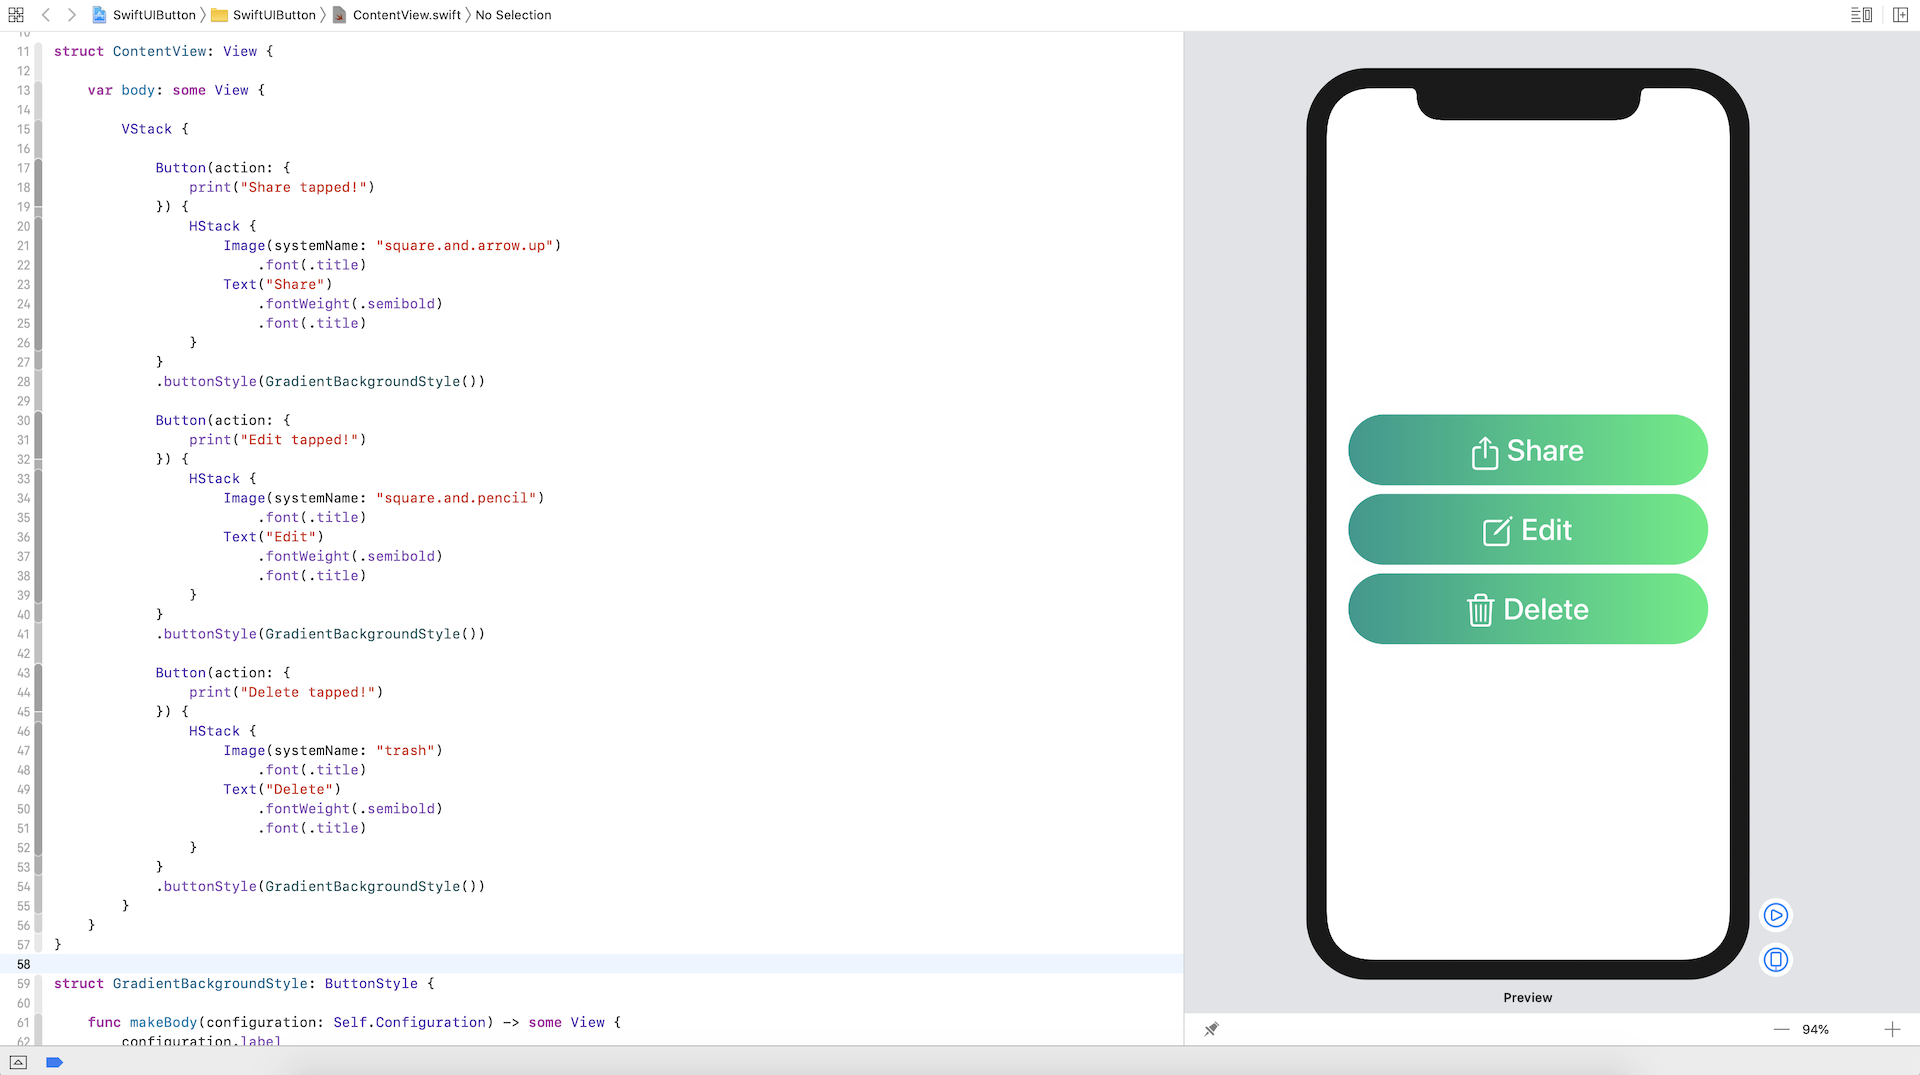 SwiftUIButton 〉 SwiftUIButton 〉 ContentView.swift 〉 No Selection
10
11 struct ContentView: View {
12
13     var body: some View {
14
15         VStack {
16
17             Button(action: {
18                 print("Share tapped!")
19             }) {
20                 HStack {
21                     Image(systemName: "square.and.arrow.up")
22                         .font(.title)
23                     Text("Share")
24                         .fontWeight(.semibold)
25                         .font(.title)
26                 }
27             }
28             .buttonStyle(GradientBackgroundStyle())
29
30             Button(action: {
31                 print("Edit tapped!")
32             }) {
33                 HStack {
34                     Image(systemName: "square.and.pencil")
35                         .font(.title)
36                     Text("Edit")
37                         .fontWeight(.semibold)
38                         .font(.title)
39                 }
40             }
41             .buttonStyle(GradientBackgroundStyle())
42
43             Button(action: {
44                 print("Delete tapped!")
45             }) {
46                 HStack {
47                     Image(systemName: "trash")
48                         .font(.title)
49                     Text("Delete")
50                         .fontWeight(.semibold)
51                         .font(.title)
52                 }
53             }
54             .buttonStyle(GradientBackgroundStyle())
55         }
56     }
57 }
58
59 struct GradientBackgroundStyle: ButtonStyle {
60
61     func makeBody(configuration: Self.Configuration) -> some View {
62         configuration.label
Share
Edit
Delete
Preview
94%